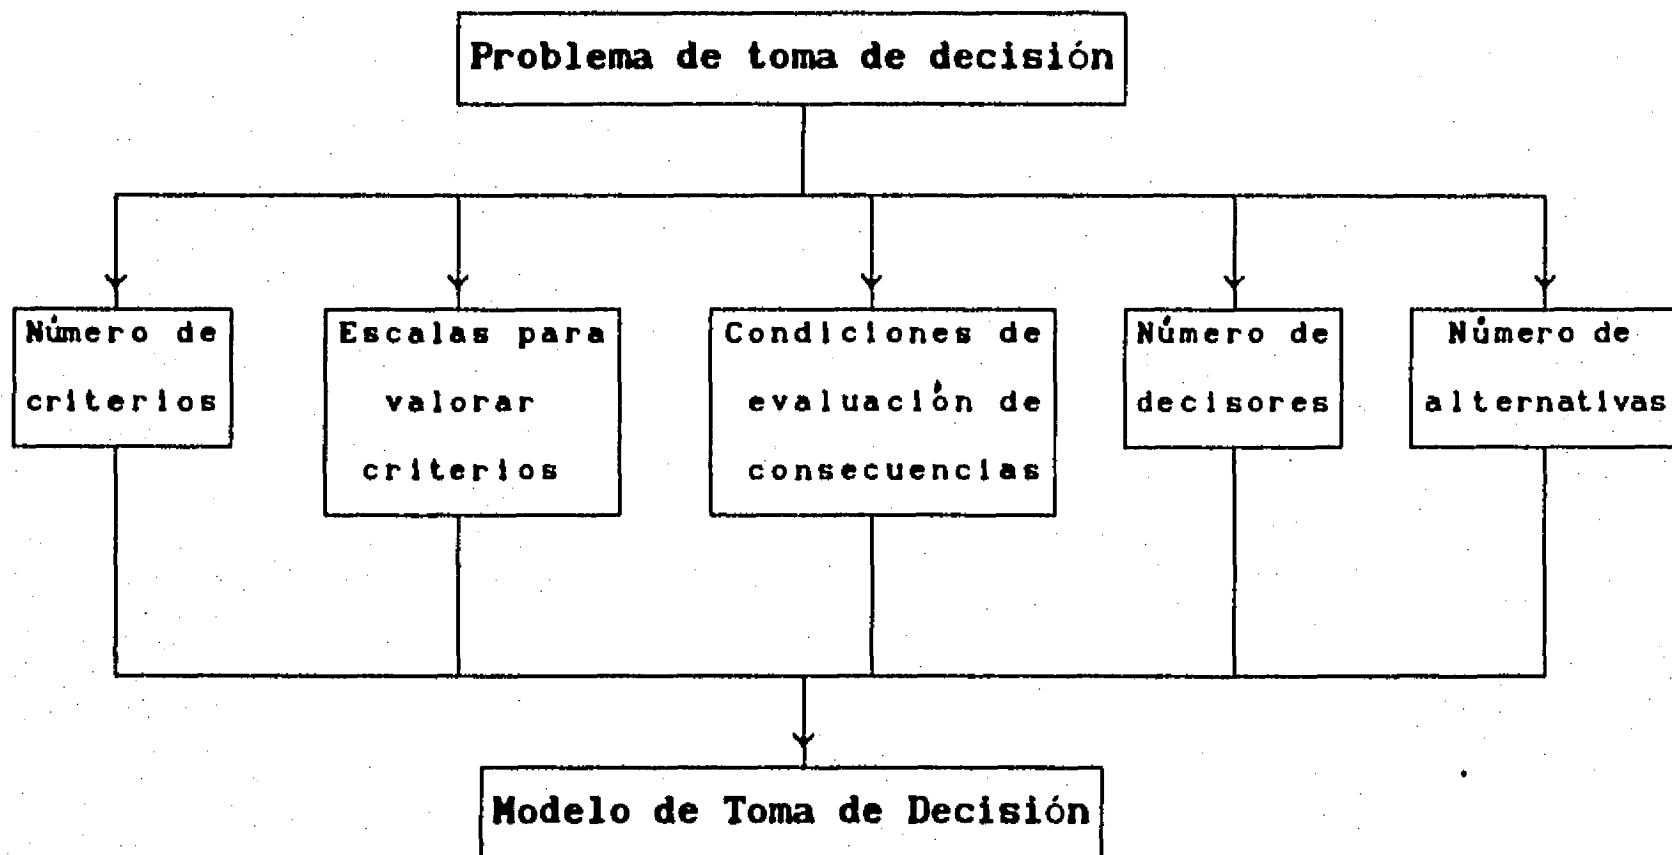 Problema de toma de decisión
Número de
criterios
Escalas para
valorar
criterios
Condiciones de
evaluación de
consecuencias
Número de
decisores
Número de
alternativas
Modelo de Toma de Decisión